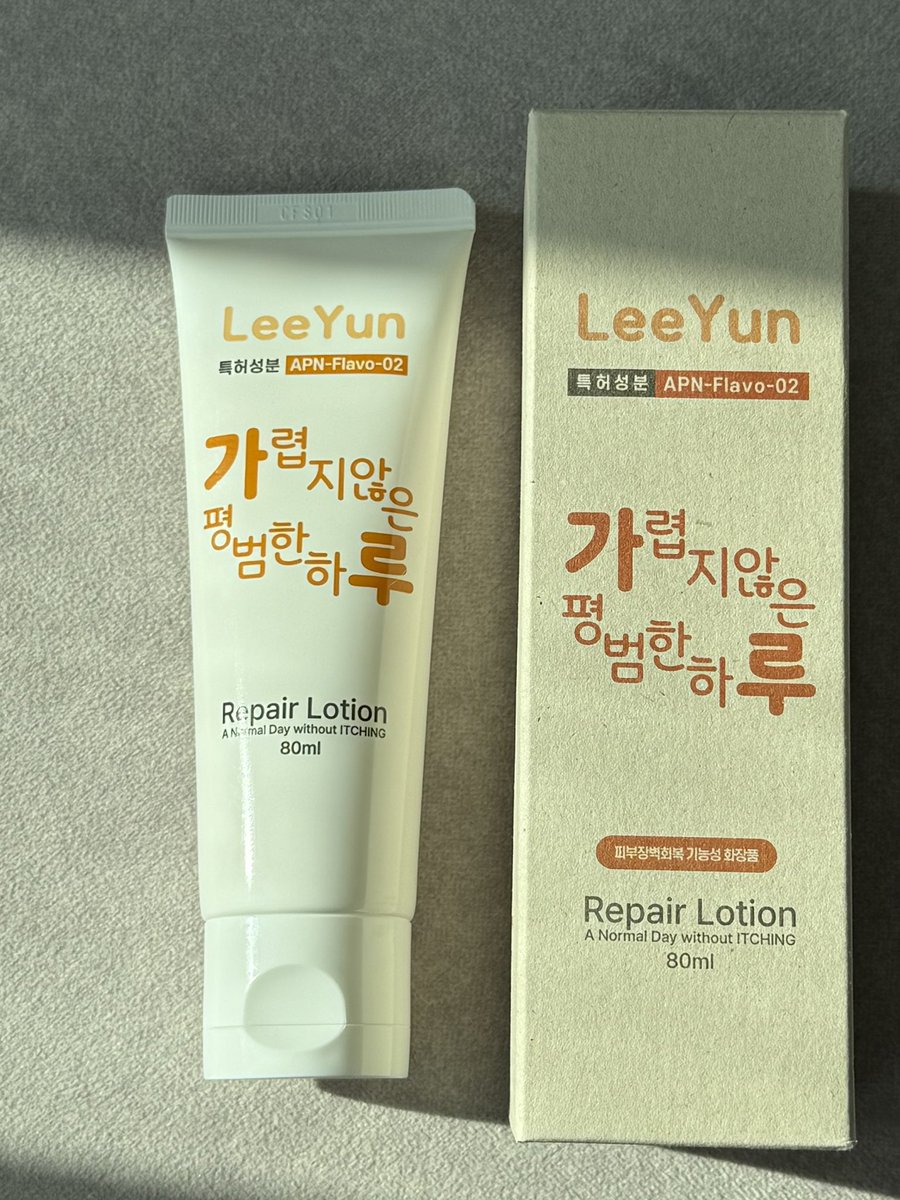 LeeYun
특허성분 APN-Flavo-02
가렵지않은
평범한하루
Repair Lotion
A Normal Day without ITCHING
80ml
LeeYun
특허성분 APN-Flavo-02
가렵지않은
평범한하루
피부장벽회복 기능성 화장품
Repair Lotion
A Normal Day without ITCHING
80ml